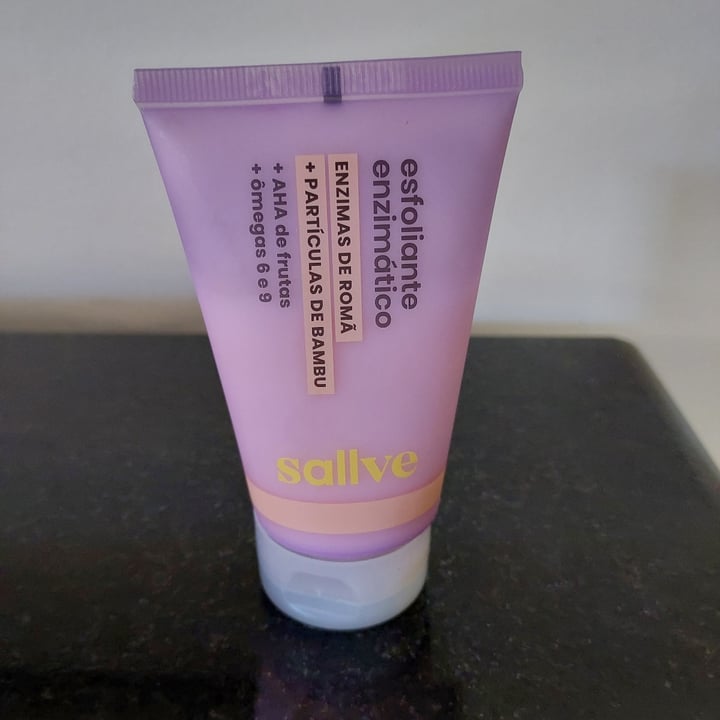 esfoliante
enzimático
ENZIMAS DE ROMÃ
+ PARTÍCULAS DE BAMBU
+ AHA de frutas
+ ômegas 6 e 9
sallve